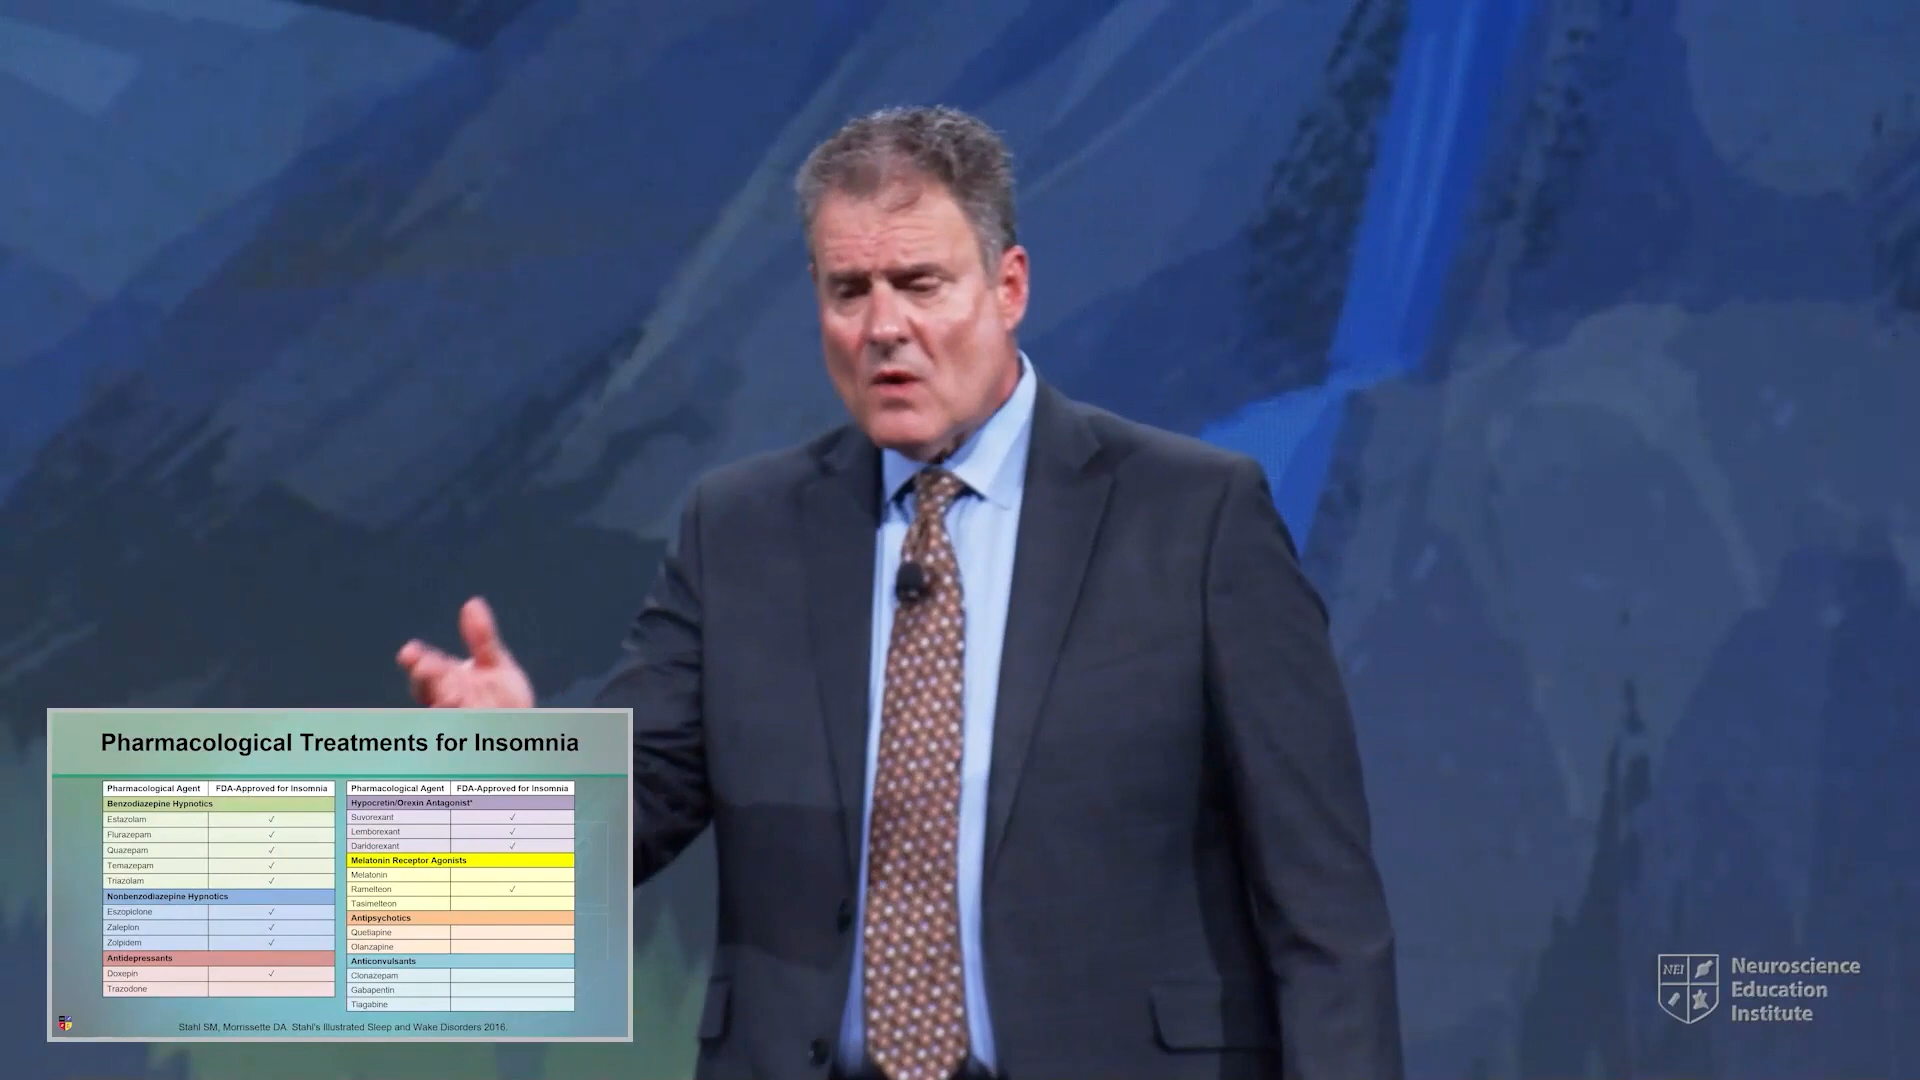 Pharmacological Treatments for Insomnia
Pharmacological Agent FDA-Approved for Insomnia
Benzodiazepine Hypnotics
Estazolam ✓
Flurazepam ✓
Quazepam ✓
Temazepam ✓
Triazolam ✓
Nonbenzodiazepine Hypnotics
Eszopiclone ✓
Zaleplon ✓
Zolpidem ✓
Antidepressants
Doxepin ✓
Trazodone
Pharmacological Agent FDA-Approved for Insomnia
Hypocretin/Orexin Antagonist*
Suvorexant ✓
Lemborexant ✓
Daridorexant ✓
Melatonin Receptor Agonists
Melatonin
Ramelteon ✓
Tasimelteon
Antipsychotics
Quetiapine
Olanzapine
Anticonvulsants
Clonazepam
Gabapentin
Tiagabine
Stahl SM, Morrissette DA. Stahl's Illustrated Sleep and Wake Disorders 2016.
NEI
Neuroscience
Education
Institute